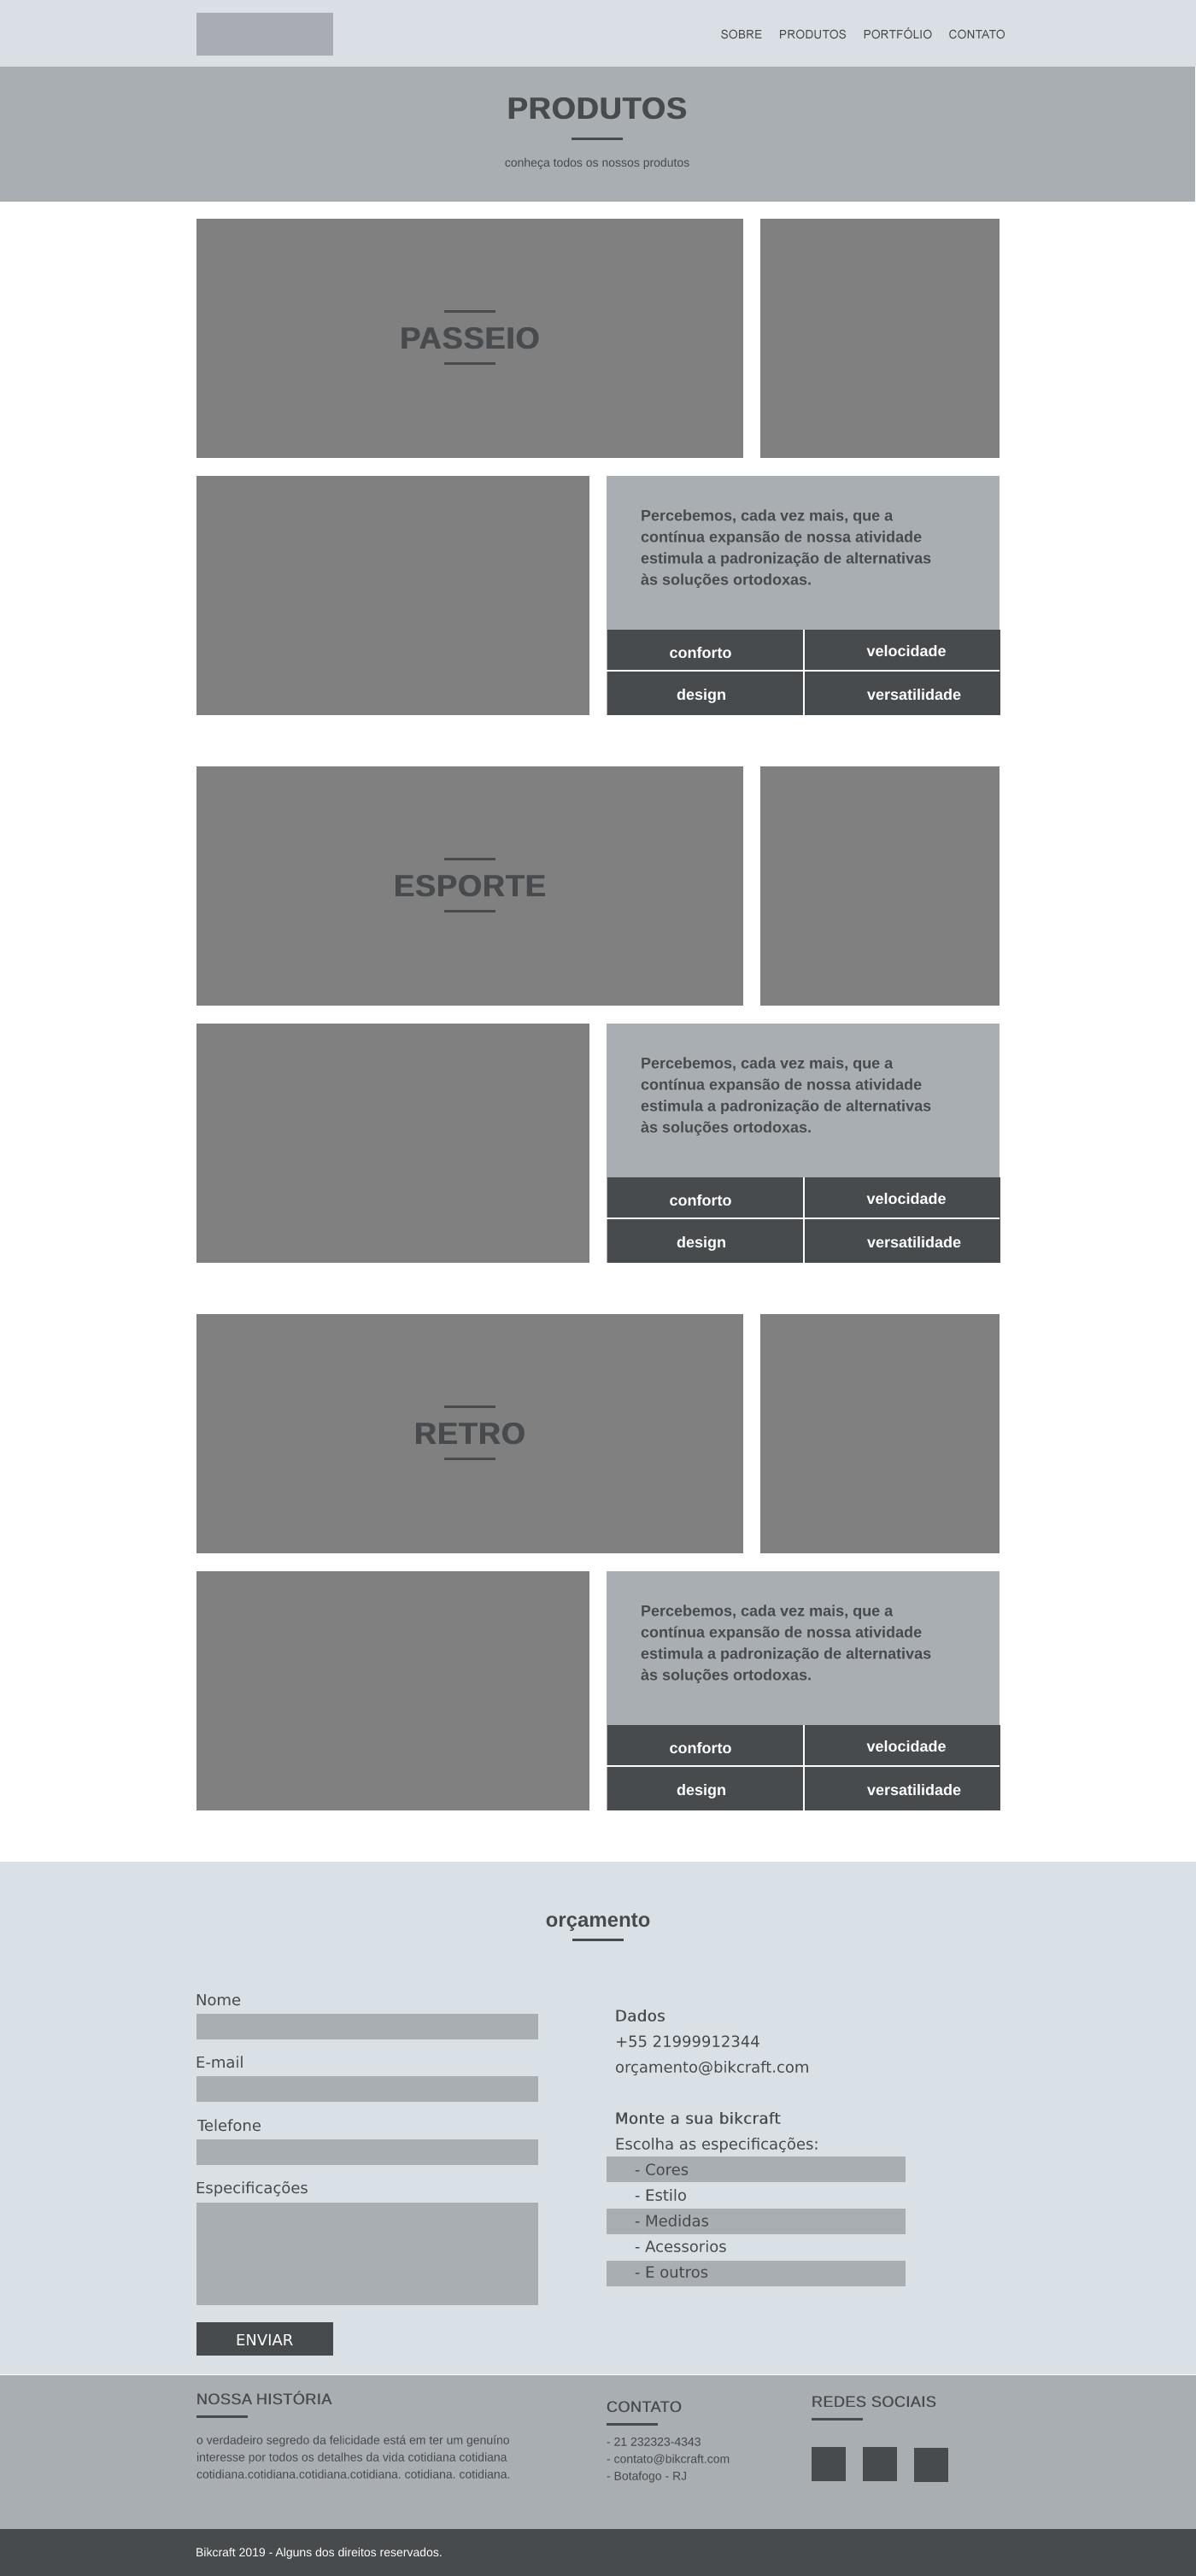 SOBRE PRODUTOS PORTFÓLIO CONTATO
PRODUTOS
conheça todos os nossos produtos
PASSEIO
Percebemos, cada vez mais, que a
contínua expansão de nossa atividade
estimula a padronização de alternativas
às soluções ortodoxas.
conforto velocidade
design versatilidade
ESPORTE
Percebemos, cada vez mais, que a
contínua expansão de nossa atividade
estimula a padronização de alternativas
às soluções ortodoxas.
conforto velocidade
design versatilidade
RETRO
Percebemos, cada vez mais, que a
contínua expansão de nossa atividade
estimula a padronização de alternativas
às soluções ortodoxas.
conforto velocidade
design versatilidade
orçamento
Nome
E-mail
Telefone
Especificações
ENVIAR
Dados
+55 21999912344
orçamento@bikcraft.com
Monte a sua bikcraft
Escolha as especificações:
- Cores
- Estilo
- Medidas
- Acessorios
- E outros
NOSSA HISTÓRIA
o verdadeiro segredo da felicidade está em ter um genuíno
interesse por todos os detalhes da vida cotidiana cotidiana
cotidiana.cotidiana.cotidiana.cotidiana. cotidiana. cotidiana.
CONTATO
- 21 232323-4343
- contato@bikcraft.com
- Botafogo - RJ
REDES SOCIAIS
Bikcraft 2019 - Alguns dos direitos reservados.